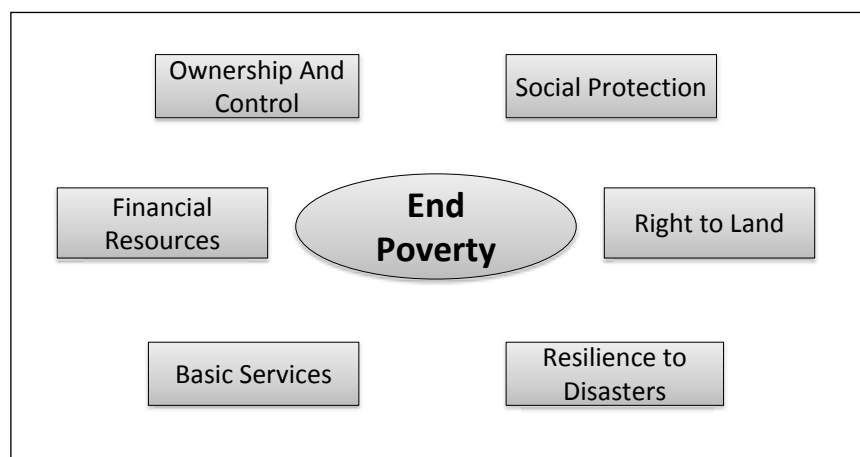 Ownership And
Control
Social Protection
Financial
Resources
End
Poverty
Right to Land
Basic Services
Resilience to
Disasters